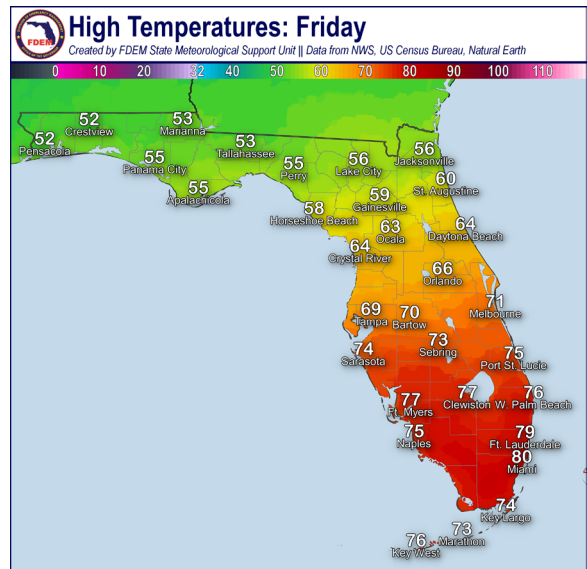 High Temperatures: Friday
FDEM
Created by FDEM State Meteorological Support Unit || Data from NWS, US Census Bureau, Natural Earth
0 10 20 32 40 50 60 70 80 90 100 110
52
Crestview
53
Marianna
52
Pensacola
53
Tallahassee
55
Panama City
55
Perry
56
Lake City
56
Jacksonville
55
Apalachicola
60
St. Augustine
59
Gainesville
58
Horseshoe Beach
63
Ocala
64
Daytona Beach
64
Crystal River
66
Orlando
71
Melbourne
69
Tampa
70
Bartow
73
Sebring
74
Sarasota
75
Port St. Lucie
77
Ft. Myers
77
Clewiston
76
W. Palm Beach
75
Naples
79
Ft. Lauderdale
80
Miami
74
Key Largo
73
Marathon
76
Key West